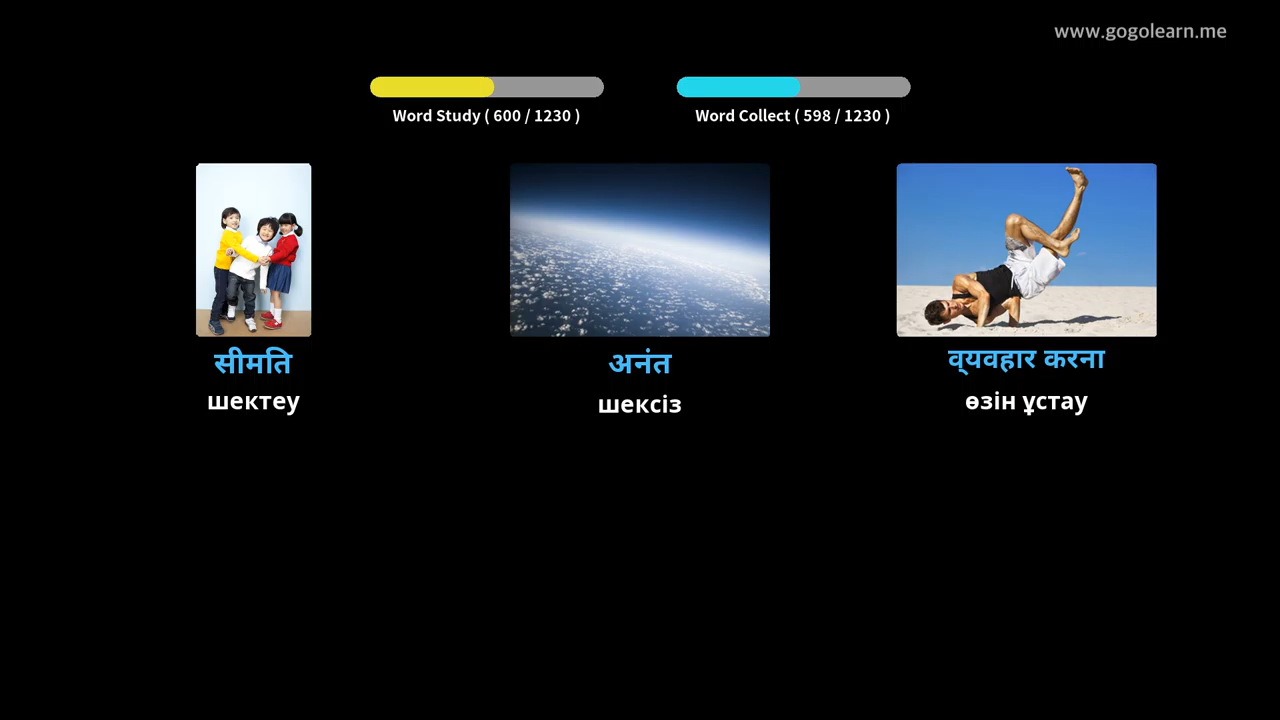 www.gogolearn.me
Word Study ( 600 / 1230 )
Word Collect ( 598 / 1230 )
सीमति
шектеу
अनंत
шексіз
व्यवहार करना
өзін ұстау